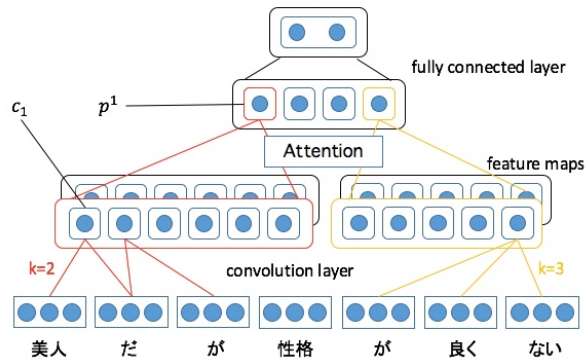 fully connected layer
c₁
p¹
Attention
feature maps
k=2
convolution layer
k=3
美人 だ が 性格 が 良く ない